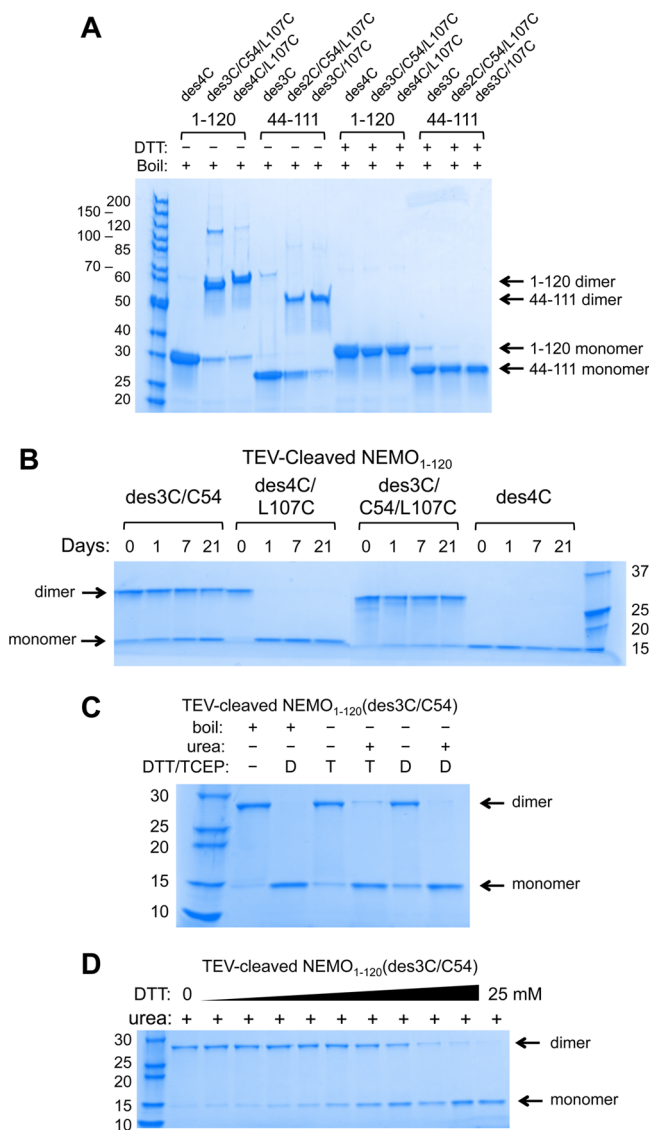 A
des4C des3C/C54/L107C des4C/L107C des3C des2C/C54/L107C des3C/107C des4C des3C/C54/L107C des4C/L107C des3C des2C/C54/L107C des3C/107C
1-120 44-111 1-120 44-111
DTT: – – – – – – + + + + + +
Boil: + + + + + + + + + + + +
200
150 –
120
100 –
85
70 –
60
50
40
30
25
20
1-120 dimer
44-111 dimer
1-120 monomer
44-111 monomer
B
TEV-Cleaved NEMO1-120
des3C/C54 des4C/L107C des3C/C54/L107C des4C
Days: 0 1 7 21 0 1 7 21 0 1 7 21 0 1 7 21
dimer
monomer
37
25
20
15
C
TEV-cleaved NEMO1-120(des3C/C54)
boil: + + – – – –
urea: – – – + – +
DTT/TCEP: – D T T D D
30
25
20
15
10
dimer
monomer
D
TEV-cleaved NEMO1-120(des3C/C54)
DTT: 0 25 mM
urea: + + + + + + + + + + +
30
25
20
15
10
dimer
monomer